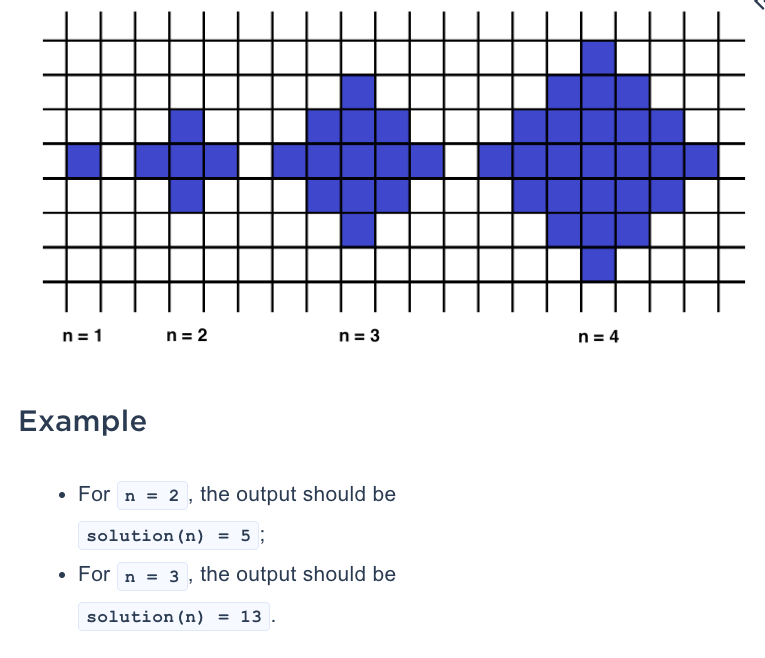 n = 1 n = 2 n = 3 n = 4
Example
• For n = 2 , the output should be
solution(n) = 5 ;
• For n = 3 , the output should be
solution(n) = 13 .